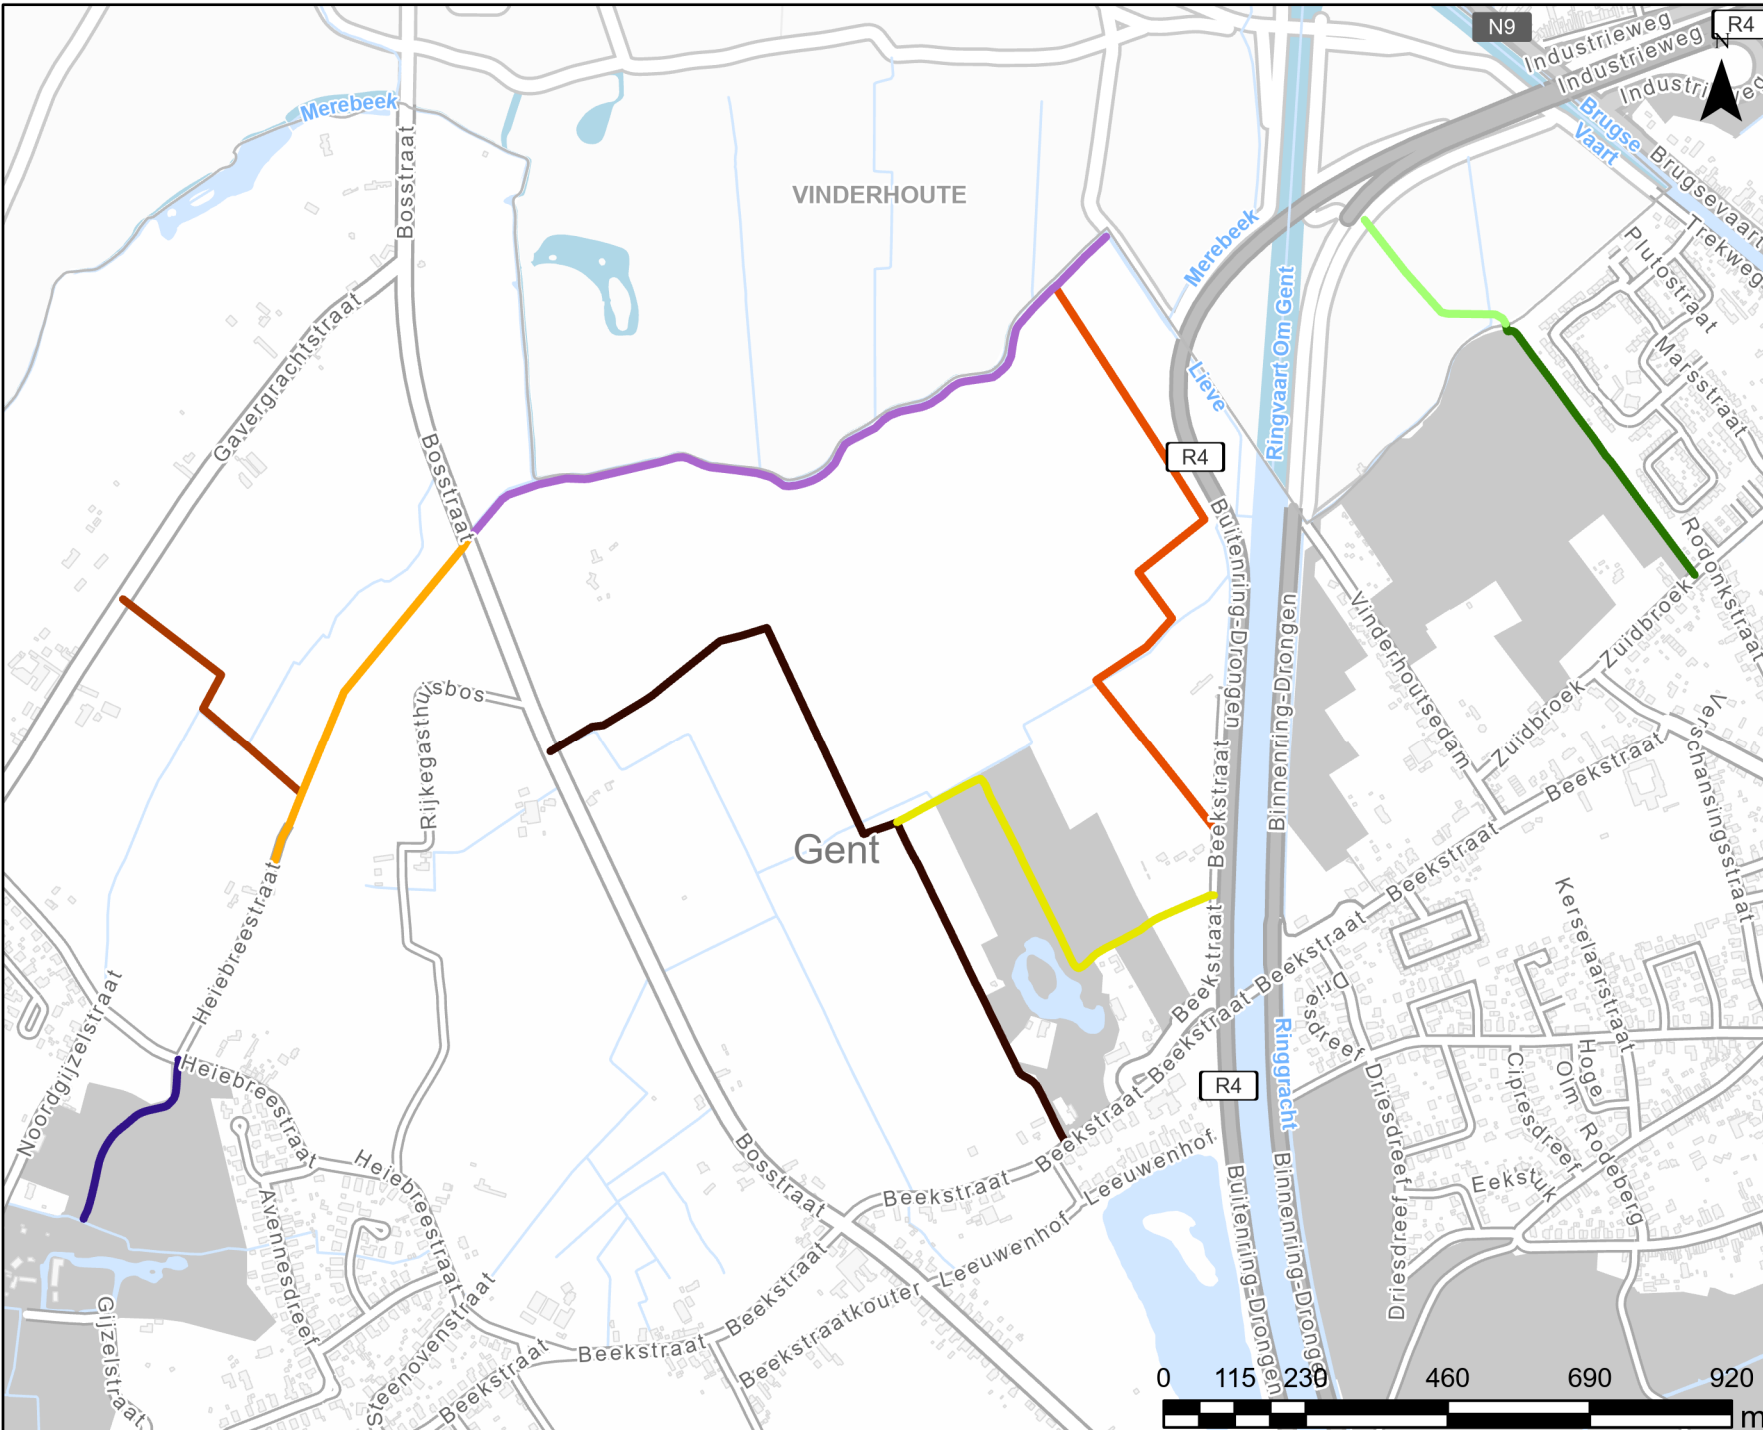 N9
R4
N
Industrieweg
Industrieweg
Merebeek
Brugse
Vaart
Bosstraat
VINDERHOUTE
Brugsevaart
Trekweg
Merebeek
Plutostraat
Gavergrachtstraat
Ringvaart Om Gent
Lieve
Marsstraat
Bosstraat
R4
Buitenring-Drongen
Rodonkstraat
Vinderhoutsedam
Binnenring-Drongen
Zuidbroek
Zuidbroek
Rijkegasthuisbos
Verschansingsstraat
Beekstraat
Beekstraat
Gent
Beekstraat
Heiebreestraat
Beekstraat
Beekstraat
Beekstraat
Kerselaarstraat
Noordgijzelstraat
Driesdreef
Ringgracht
Heiebreestraat
Beekstraat
R4
Driesdreef
Cipresdreef
Hoge
Olm
Rodeberg
Bosstraat
Heiebreestraat
Beekstraat
Leeuwenhof
Eekstuk
Beekstraat
Avennesdreef
Leeuwenhof
Driesdreef
Buitenring-Drongen
Binnenring-Drongen
Gijzelstraat
Steenovenstraat
Beekstraat
Beekstraat
Beekstraat
Beekstraatkouter
0 115 230 460 690 920
m